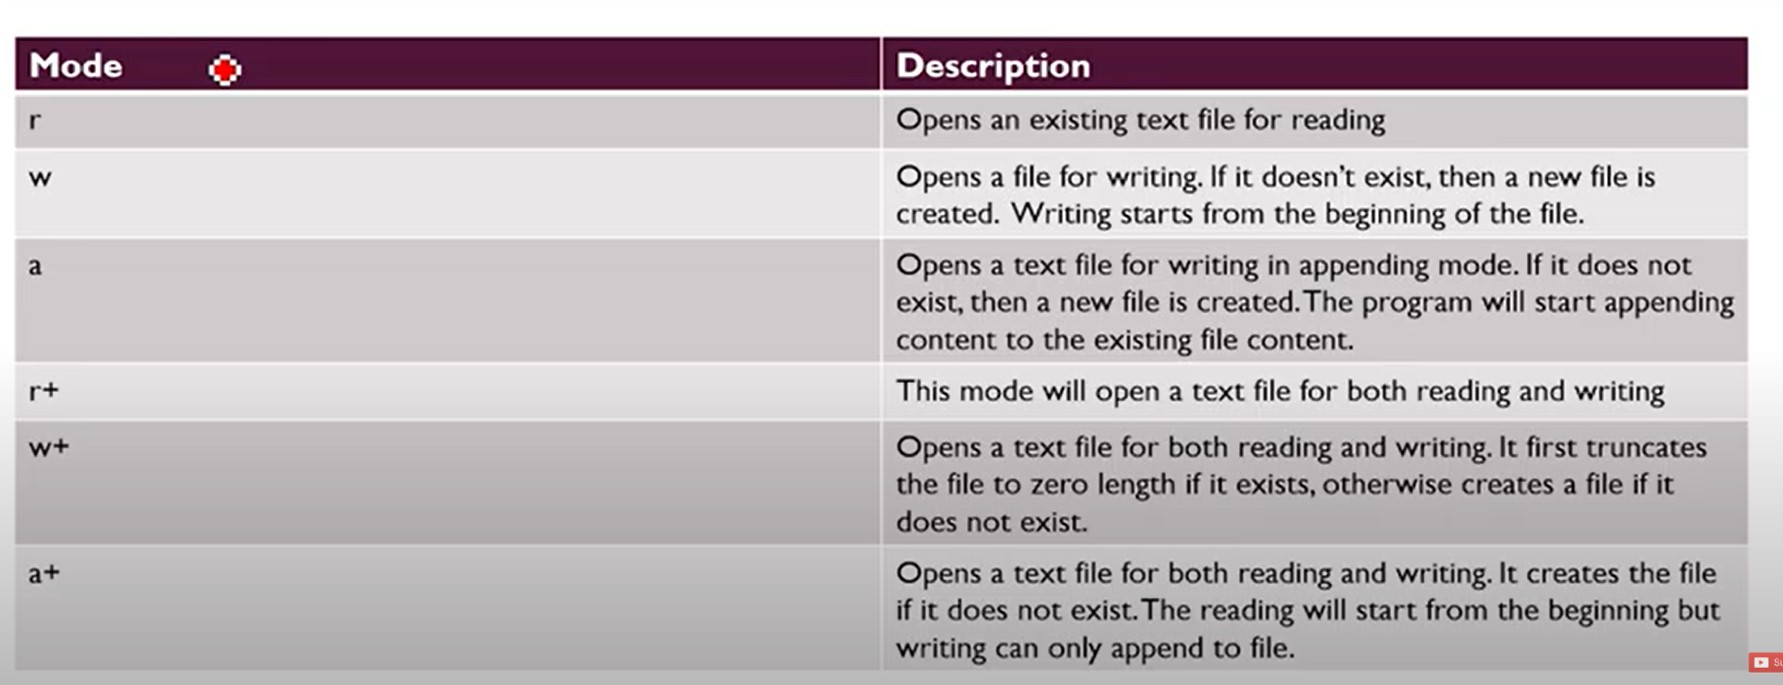 Mode Description
r Opens an existing text file for reading
w Opens a file for writing. If it doesn't exist, then a new file is
created. Writing starts from the beginning of the file.
a Opens a text file for writing in appending mode. If it does not
exist, then a new file is created. The program will start appending
content to the existing file content.
r+ This mode will open a text file for both reading and writing
w+ Opens a text file for both reading and writing. It first truncates
the file to zero length if it exists, otherwise creates a file if it
does not exist.
a+ Opens a text file for both reading and writing. It creates the file
if it does not exist. The reading will start from the beginning but
writing can only append to file.